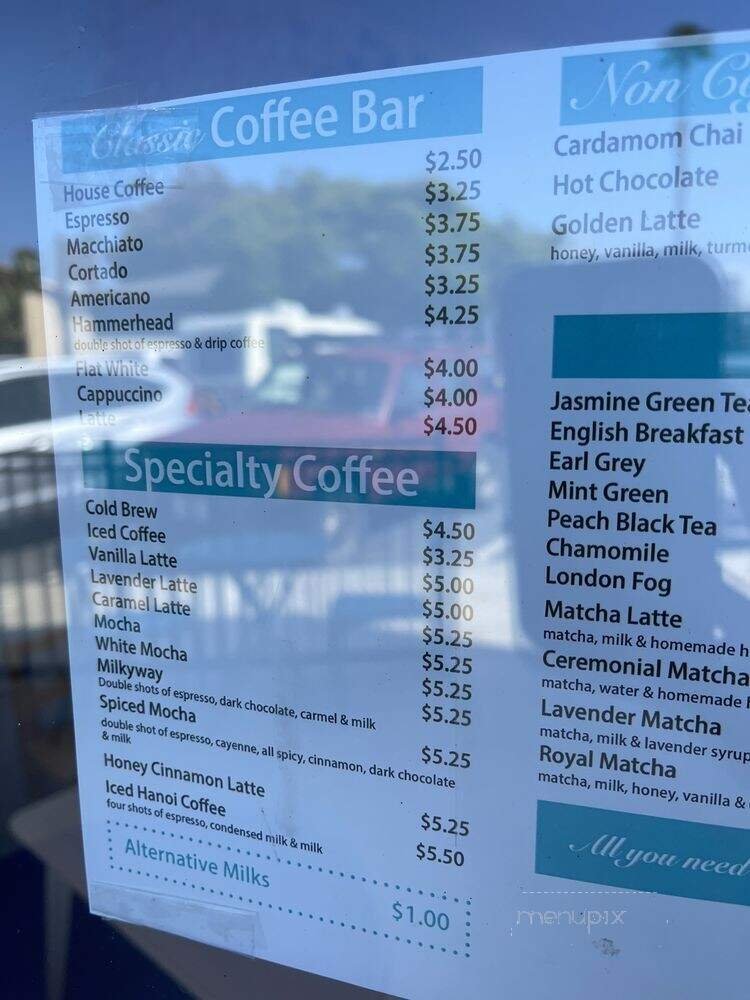 Classic Coffee Bar
House Coffee $2.50
Espresso $3.25
Macchiato $3.75
Cortado $3.75
Americano $3.25
Hammerhead $4.25
double shot of espresso & drip coffee
Flat White $4.00
Cappuccino $4.00
Latte $4.50
Specialty Coffee
Cold Brew $4.50
Iced Coffee $3.25
Vanilla Latte $5.00
Lavender Latte $5.00
Caramel Latte $5.25
Mocha $5.25
White Mocha $5.25
Milkyway $5.25
Double shots of espresso, dark chocolate, carmel & milk
Spiced Mocha $5.25
double shot of espresso, cayenne, all spicy, cinnamon, dark chocolate
& milk
Honey Cinnamon Latte $5.25
Iced Hanoi Coffee $5.50
four shots of espresso, condensed milk & milk
Alternative Milks $1.00
Non
Cardamom Chai
Hot Chocolate
Golden Latte
honey, vanilla, milk,
Jasmine Green
English Breakfast
Earl Grey
Mint Green
Peach Black Tea
Chamomile
London Fog
Matcha Latte
matcha, milk & homemade
Ceremonial Matcha
matcha, water & homemade
Lavender Matcha
matcha, milk & lavender syrup
Royal Matcha
matcha, milk, honey, vanilla &
All you need
menupix